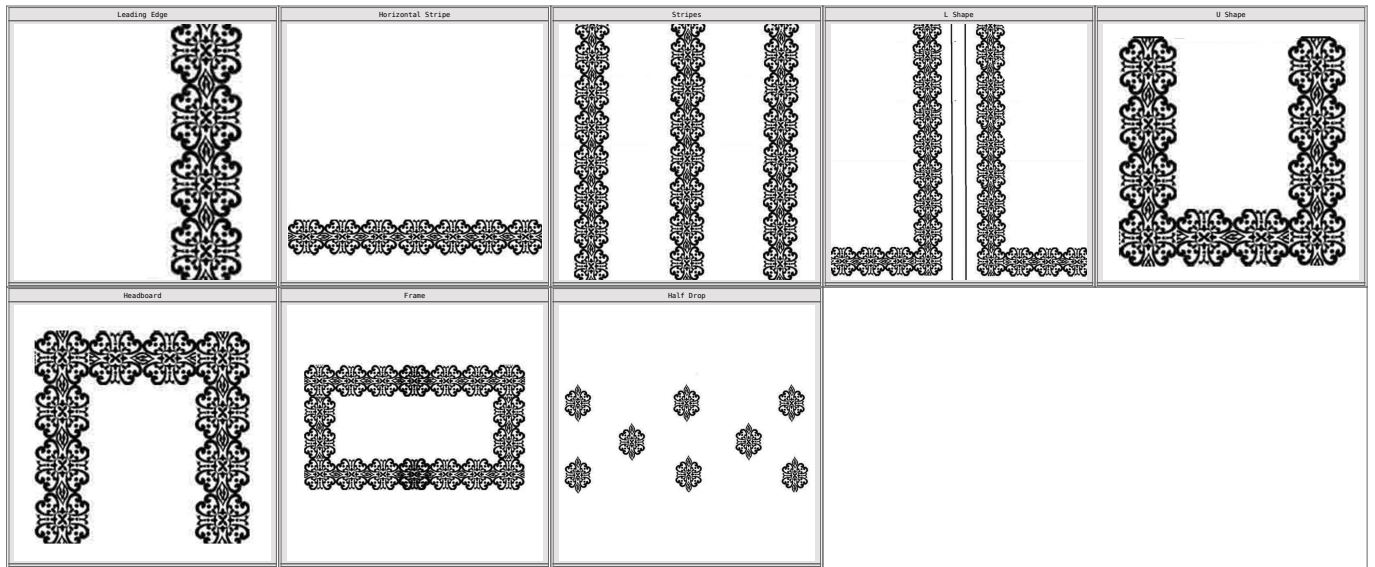 Leading Edge
Horizontal Stripe
Stripes
L Shape
U Shape
Headboard
Frame
Half Drop